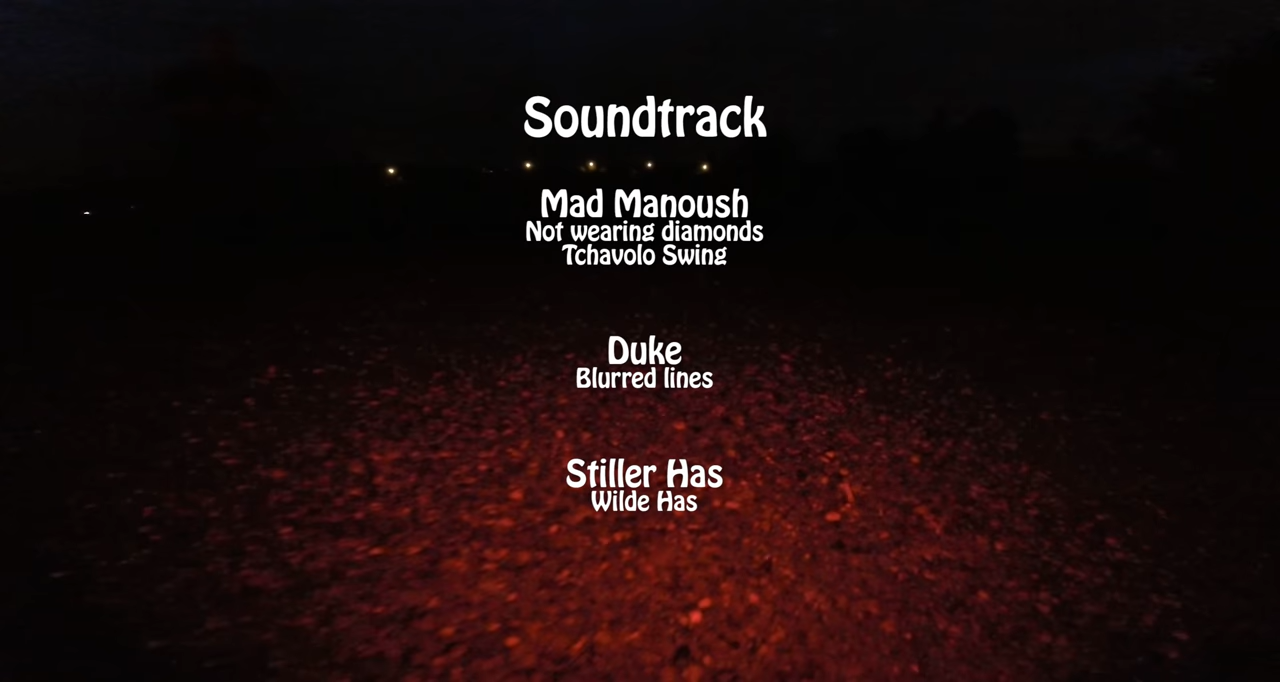 Soundtrack
Mad Manoush
Not wearing diamonds
Tchavolo Swing
Duke
Blurred lines
Stiller Has
Wilde Has